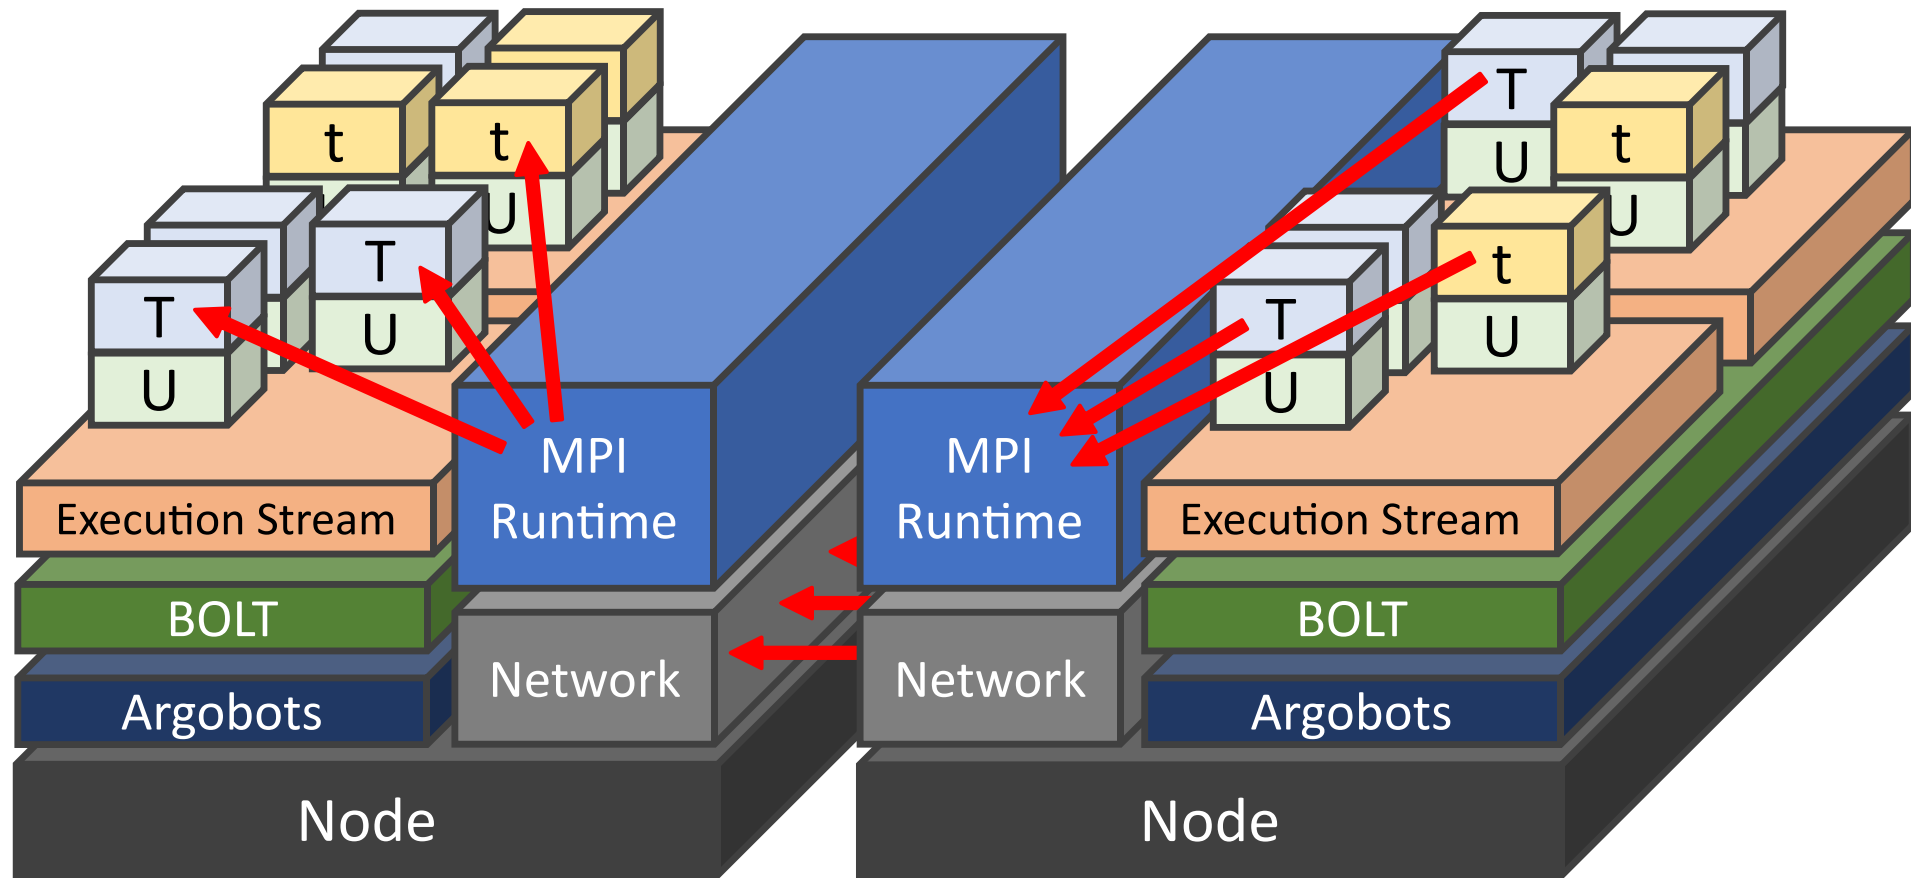 T
t
t
U
t
U
U
T
t
T
T
U
U
U
U
MPI
Runtime
MPI
Runtime
Execution Stream
Execution Stream
BOLT
BOLT
Network
Network
Argobots
Argobots
Node
Node